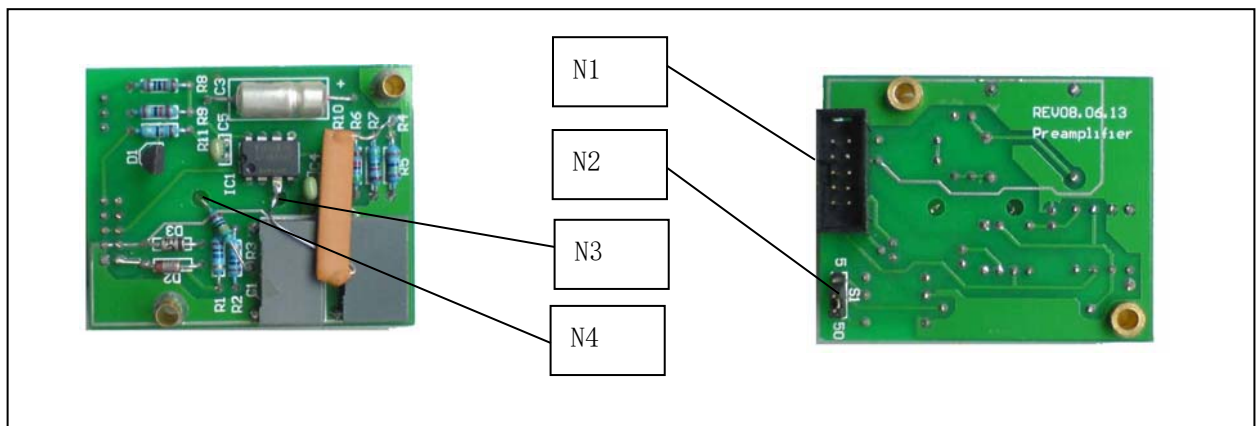 N1
N2
N3
N4
R8
C3
+
R9
R11
C5
R10
R6
R7
R4
R5
D1
IC1
C4
D3
R3
R1
R2
C1
REV08.06.13
Preamplifier
5
S1
50